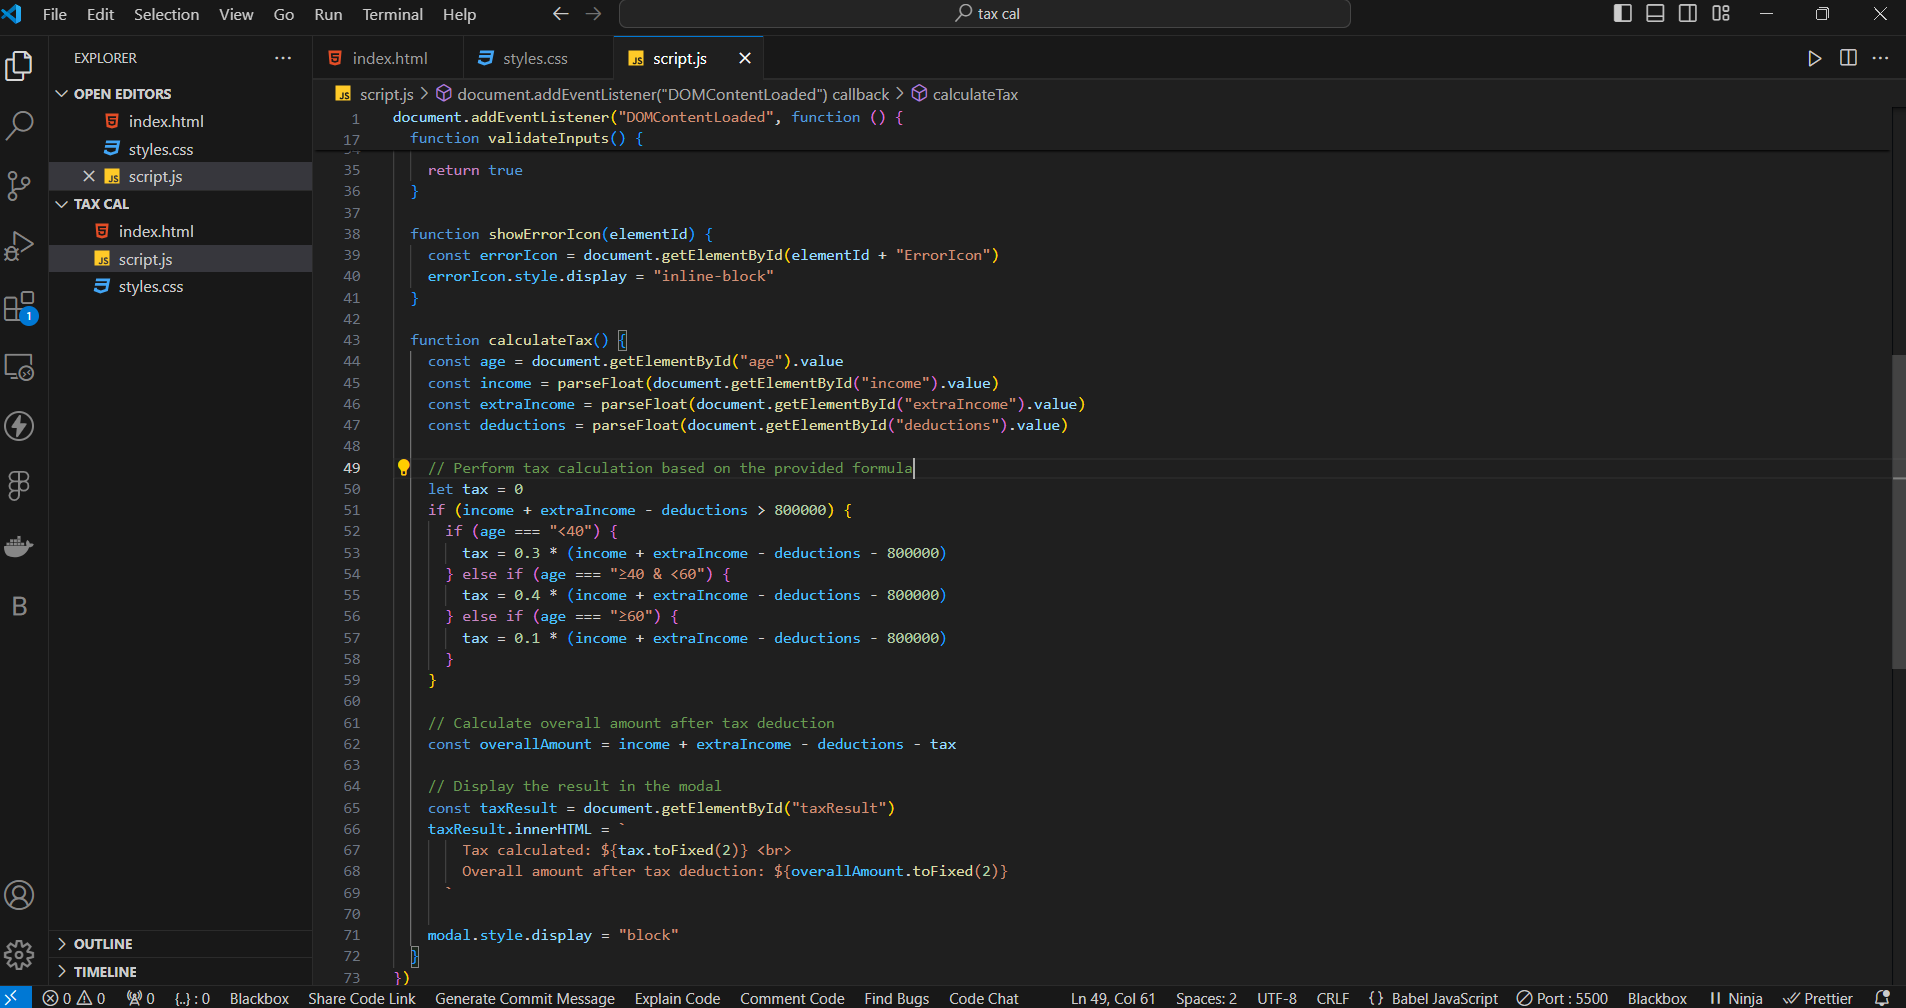 File Edit Selection View Go Run Terminal Help
tax cal
EXPLORER
OPEN EDITORS
index.html
styles.css
script.js
TAX CAL
index.html
script.js
styles.css
1
OUTLINE
TIMELINE
index.html styles.css script.js
script.js > document.addEventListener("DOMContentLoaded") callback > calculateTax
1 document.addEventListener("DOMContentLoaded", function () {
17 function validateInputs() {
35 return true
36 }
37
38 function showErrorIcon(elementId) {
39 const errorIcon = document.getElementById(elementId + "ErrorIcon")
40 errorIcon.style.display = "inline-block"
41 }
42
43 function calculateTax() {
44 const age = document.getElementById("age").value
45 const income = parseFloat(document.getElementById("income").value)
46 const extraIncome = parseFloat(document.getElementById("extraIncome").value)
47 const deductions = parseFloat(document.getElementById("deductions").value)
48
49 // Perform tax calculation based on the provided formula
50 let tax = 0
51 if (income + extraIncome - deductions > 800000) {
52 if (age === "<40") {
53 tax = 0.3 * (income + extraIncome - deductions - 800000)
54 } else if (age === "≥40 & <60") {
55 tax = 0.4 * (income + extraIncome - deductions - 800000)
56 } else if (age === "≥60") {
57 tax = 0.1 * (income + extraIncome - deductions - 800000)
58 }
59 }
60
61 // Calculate overall amount after tax deduction
62 const overallAmount = income + extraIncome - deductions - tax
63
64 // Display the result in the modal
65 const taxResult = document.getElementById("taxResult")
66 taxResult.innerHTML = `
67 Tax calculated: ${tax.toFixed(2)} <br>
68 Overall amount after tax deduction: ${overallAmount.toFixed(2)}
69 `
70
71 modal.style.display = "block"
72 }
73 })
0 0 0 {..} : 0 Blackbox Share Code Link Generate Commit Message Explain Code Comment Code Find Bugs Code Chat Ln 49, Col 61 Spaces: 2 UTF-8 CRLF {} Babel JavaScript Port : 5500 Blackbox Ninja Prettier